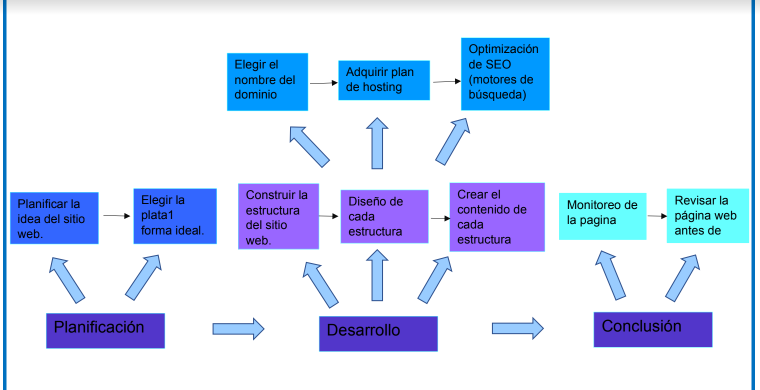 Elegir el
nombre del
dominio
Adquirir plan
de hosting
Optimización
de SEO
(motores de
búsqueda)
Planificar la
idea del sitio
web.
Elegir la
plata1
forma ideal.
Construir la
estructura
del sitio
web.
Diseño de
cada
estructura
Crear el
contenido de
cada
estructura
Monitoreo de
la pagina
Revisar la
página web
antes de
Planificación
Desarrollo
Conclusión